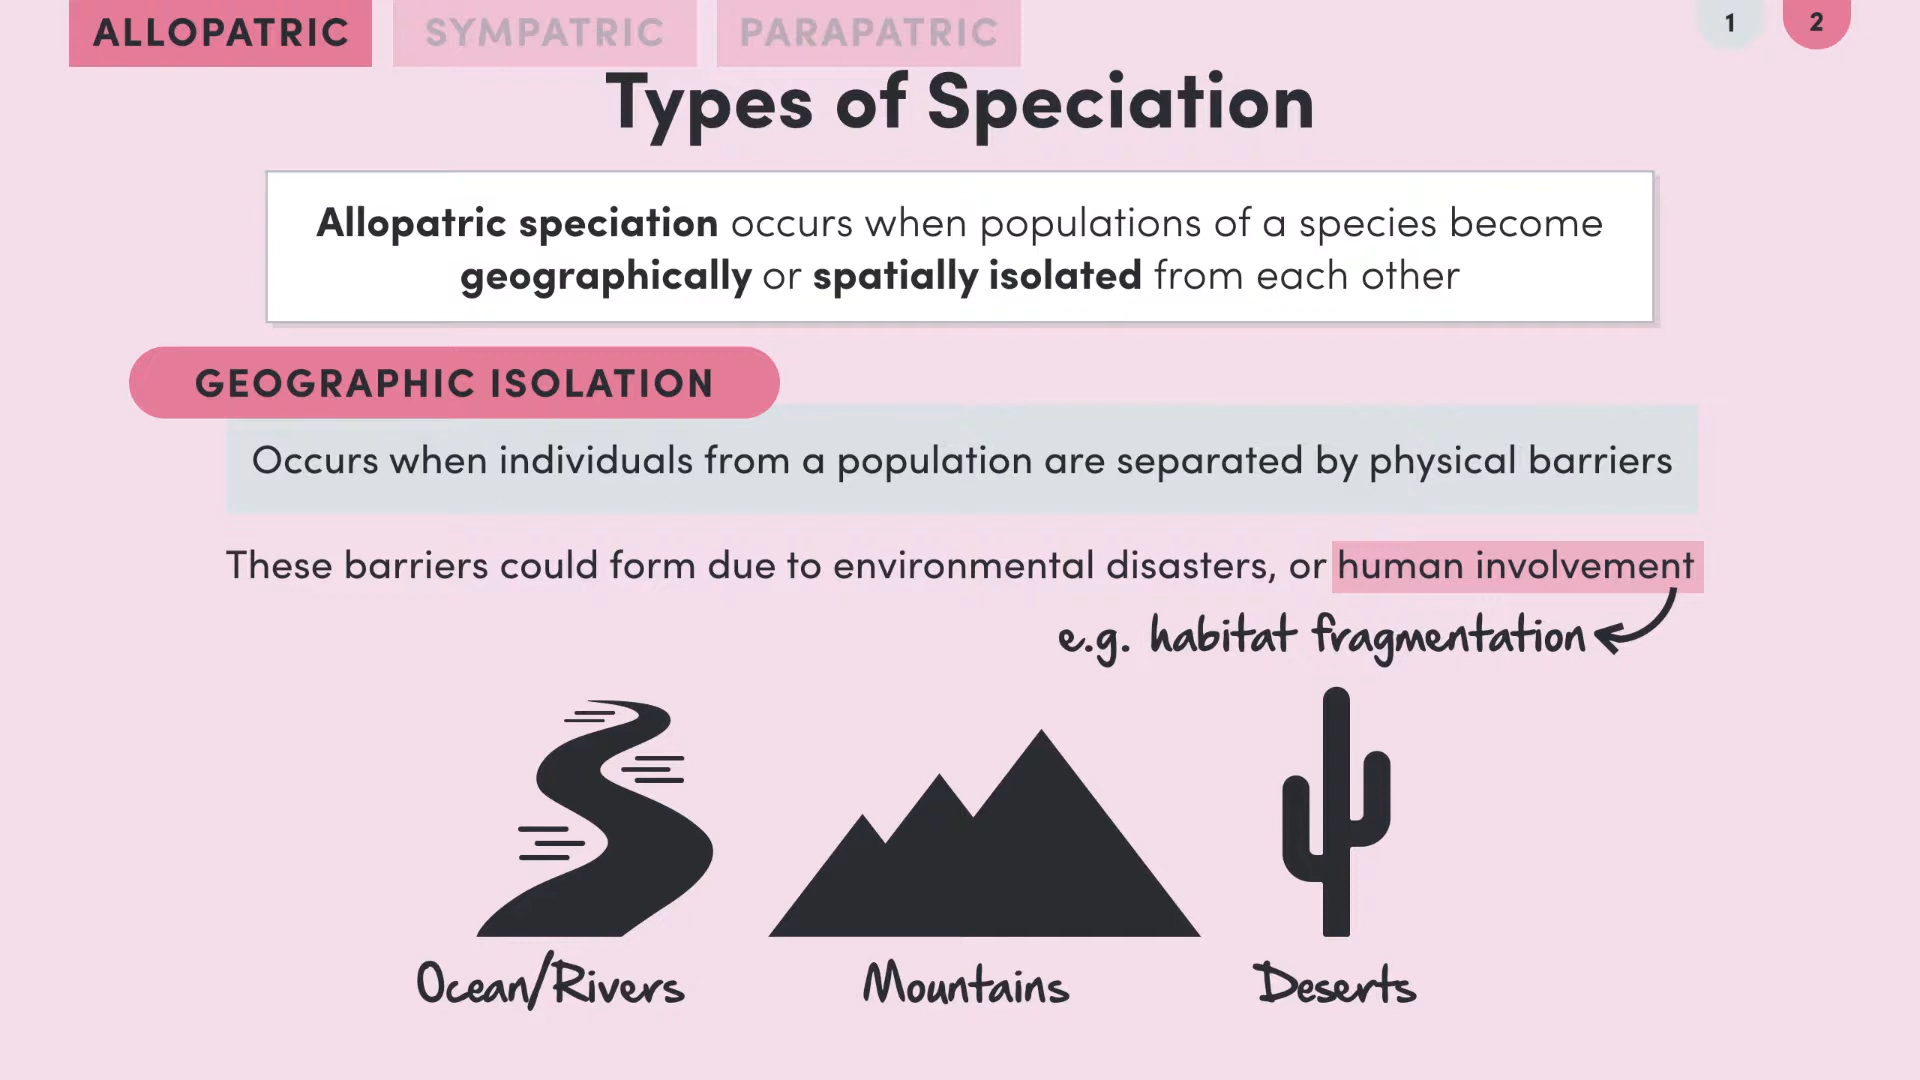 ALLOPATRIC SYMPATRIC PARAPATRIC 1 2
Types of Speciation
Allopatric speciation occurs when populations of a species become
geographically or spatially isolated from each other
GEOGRAPHIC ISOLATION
Occurs when individuals from a population are separated by physical barriers
These barriers could form due to environmental disasters, or human involvement
e.g. habitat fragmentation
Ocean/Rivers Mountains Deserts